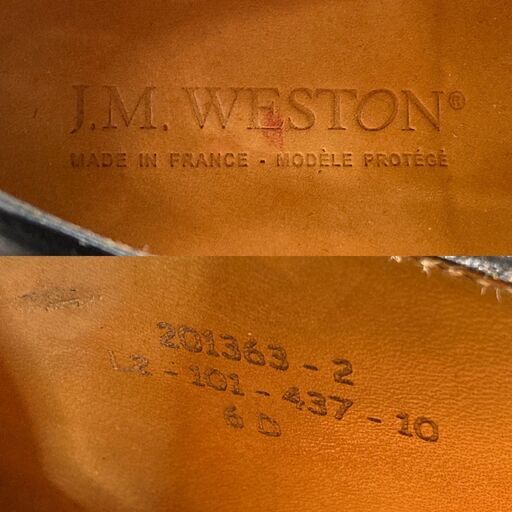 J.M. WESTON®
MADE IN FRANCE - MODÈLE PROTÉGÉ
201363-2
L2-101-437-10
6 D